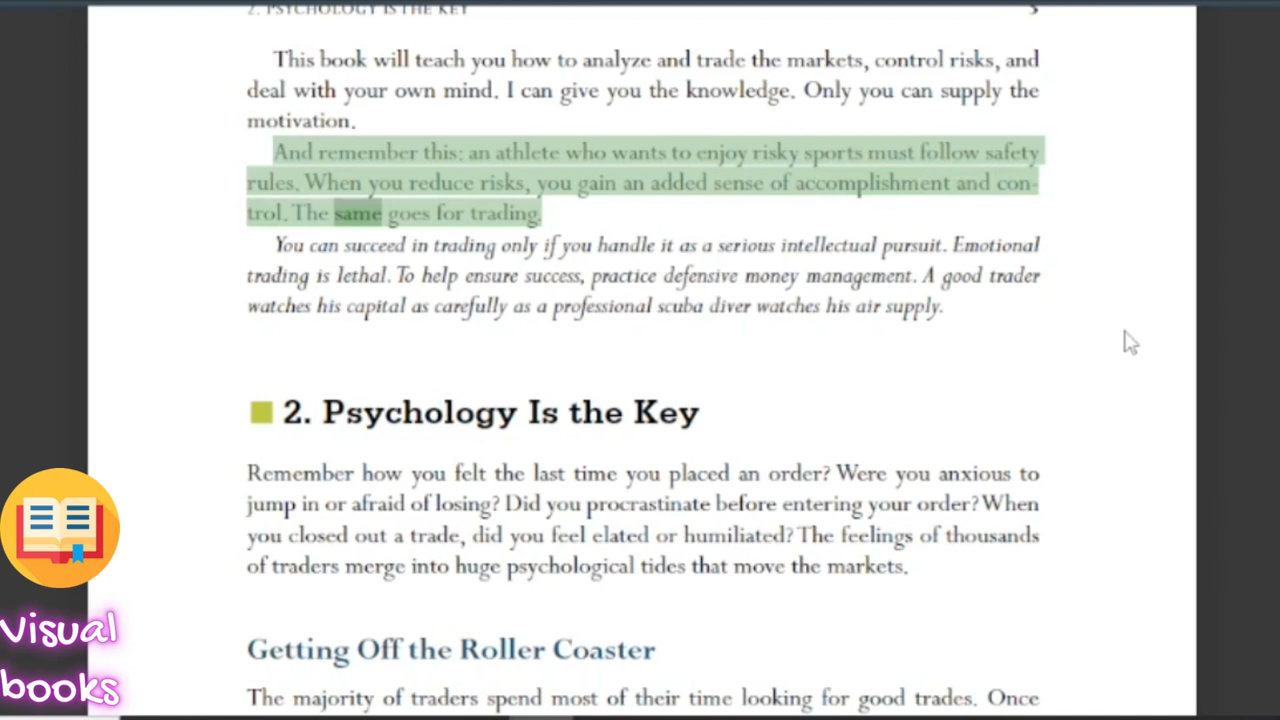 2. PSYCHOLOGY IS THE KEY
This book will teach you how to analyze and trade the markets, control risks, and
deal with your own mind. I can give you the knowledge. Only you can supply the
motivation.
And remember this: an athlete who wants to enjoy risky sports must follow safety
rules. When you reduce risks, you gain an added sense of accomplishment and con-
trol. The same goes for trading.
You can succeed in trading only if you handle it as a serious intellectual pursuit. Emotional
trading is lethal. To help ensure success, practice defensive money management. A good trader
watches his capital as carefully as a professional scuba diver watches his air supply.
2. Psychology Is the Key
Remember how you felt the last time you placed an order? Were you anxious to
jump in or afraid of losing? Did you procrastinate before entering your order? When
you closed out a trade, did you feel elated or humiliated? The feelings of thousands
of traders merge into huge psychological tides that move the markets.
Getting Off the Roller Coaster
The majority of traders spend most of their time looking for good trades. Once
Visual
books